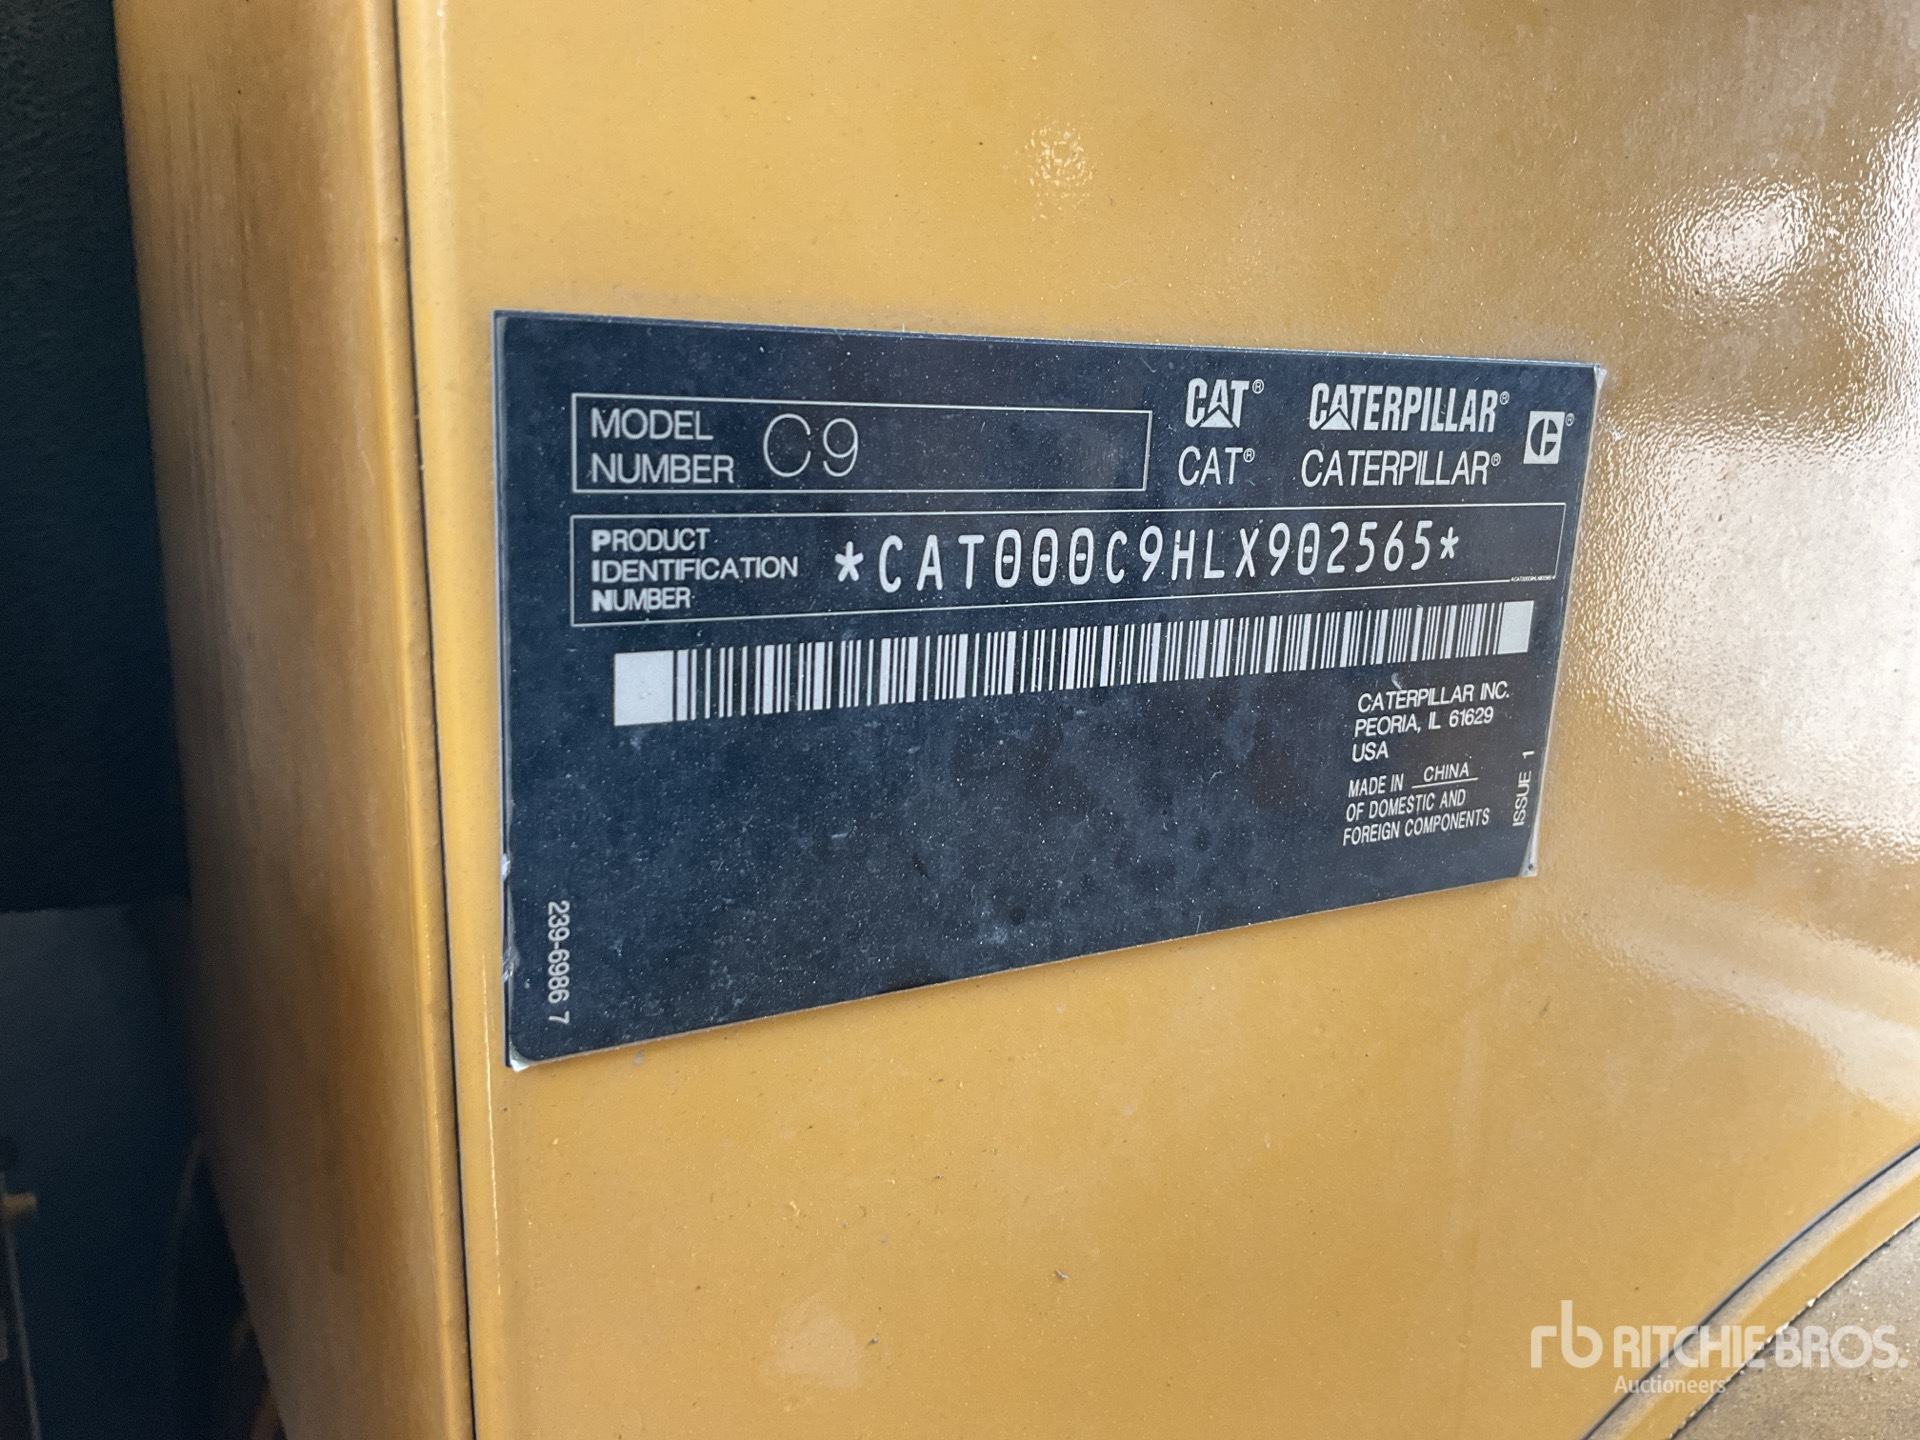 MODEL
NUMBER C9
CAT® CATERPILLAR®
CAT® CATERPILLAR®
PRODUCT
IDENTIFICATION
NUMBER
*CAT000C9HLX902565*
CATERPILLAR INC.
PEORIA, IL 61629
USA
MADE IN CHINA
OF DOMESTIC AND
FOREIGN COMPONENTS
ISSUE 1
239-6986 7
rb RITCHIE BROS.
Auctioneers